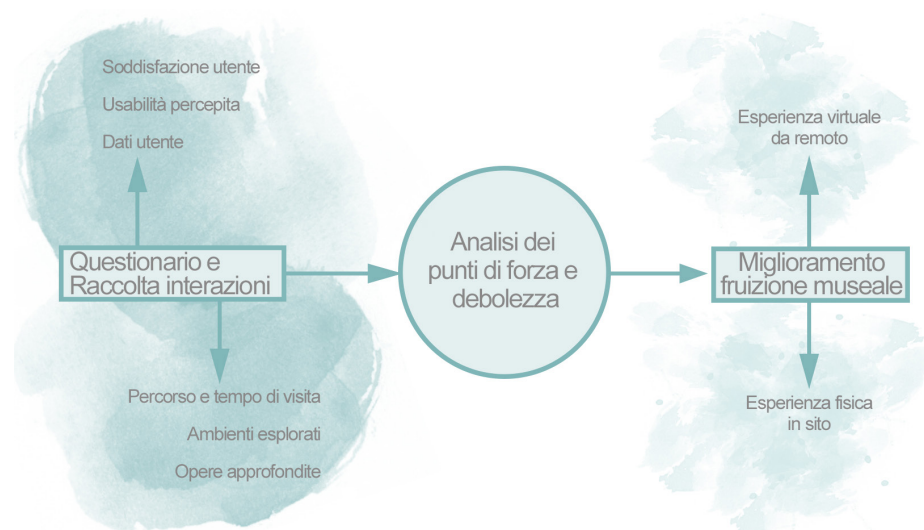 Soddisfazione utente
Usabilità percepita
Dati utente
Questionario e
Raccolta interazioni
Percorso e tempo di visita
Ambienti esplorati
Opere approfondite
Analisi dei
punti di forza e
debolezza
Esperienza virtuale
da remoto
Miglioramento
fruizione museale
Esperienza fisica
in sito